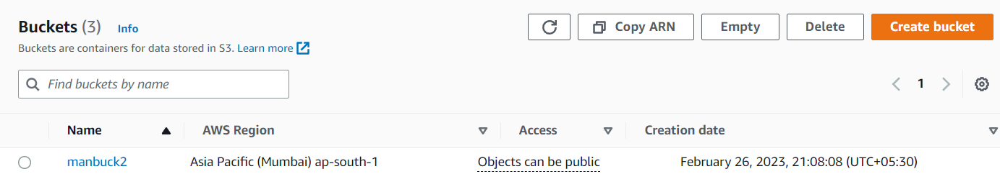 Buckets (3) Info
Copy ARN Empty Delete Create bucket
Buckets are containers for data stored in S3. Learn more
Find buckets by name
1
Name AWS Region Access Creation date
manbuck2 Asia Pacific (Mumbai) ap-south-1 Objects can be public February 26, 2023, 21:08:08 (UTC+05:30)